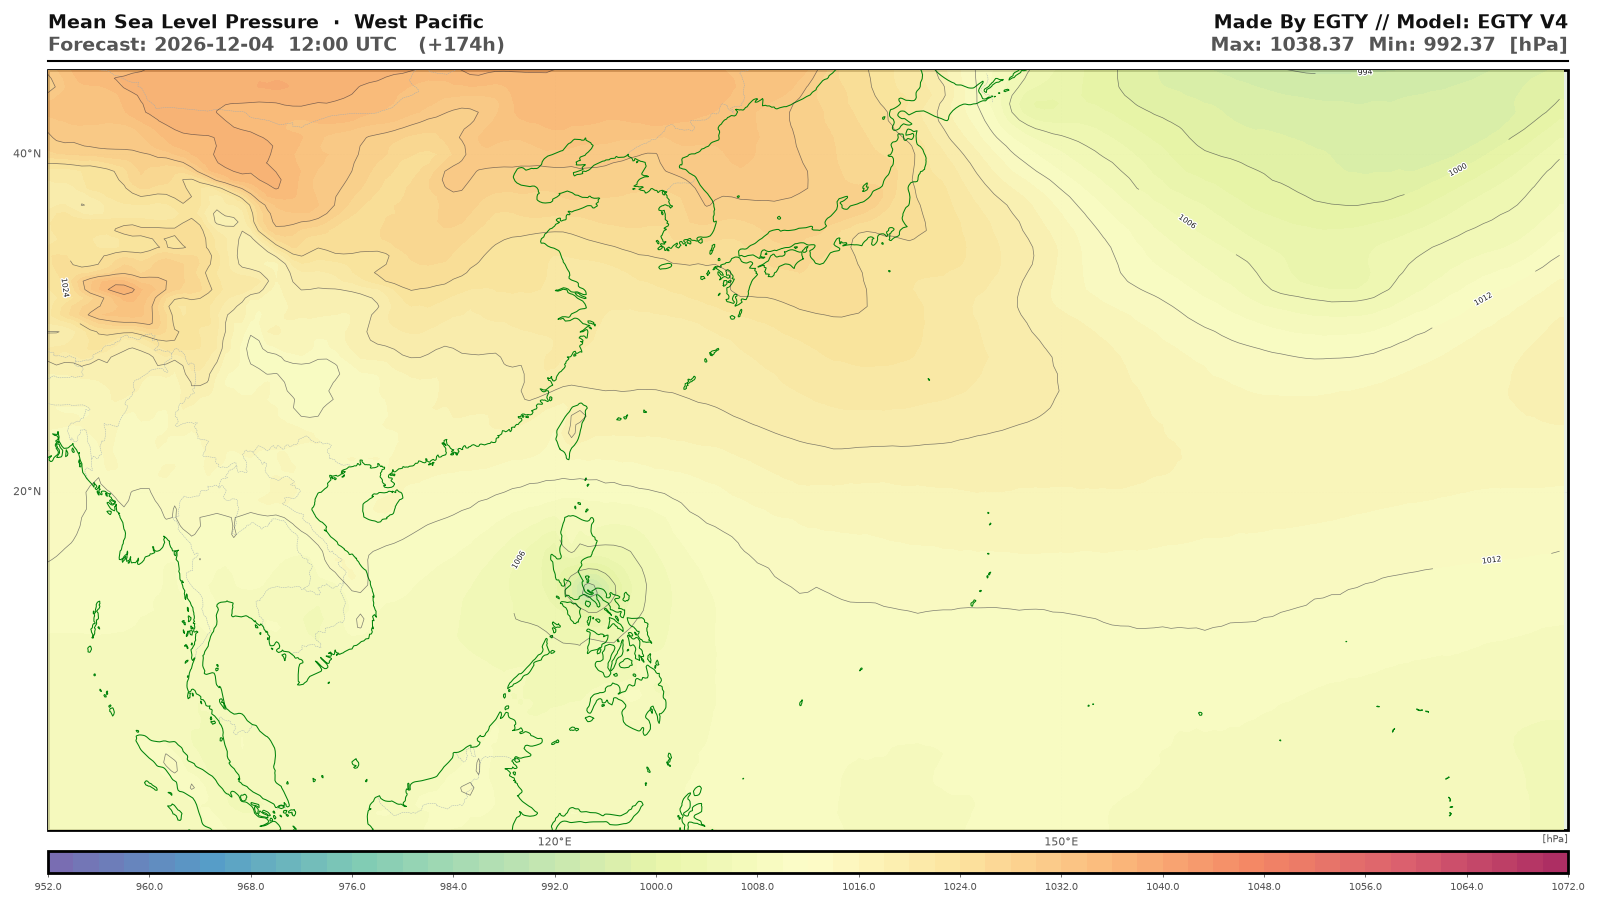 Mean Sea Level Pressure  ·  West Pacific
Made By EGTY // Model: EGTY V4
Forecast: 2026-12-04  12:00 UTC   (+174h)
Max: 1038.37  Min: 992.37  [hPa]
994
40°N
1000
1006
1024
1012
20°N
1006
1012
120°E
150°E
[hPa]
952.0
960.0
968.0
976.0
984.0
992.0
1000.0
1008.0
1016.0
1024.0
1032.0
1040.0
1048.0
1056.0
1064.0
1072.0